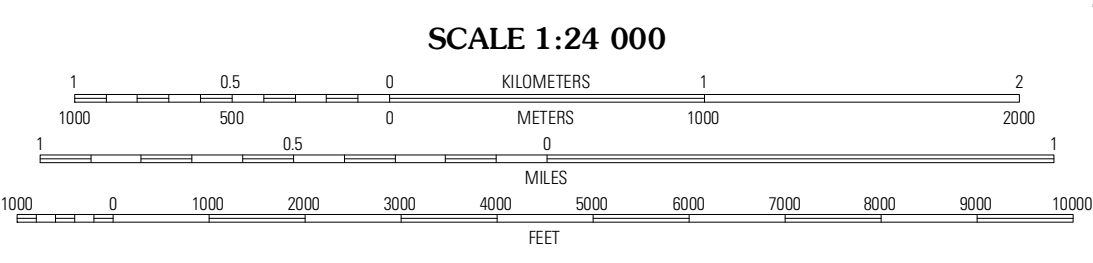 SCALE 1:24 000
1 0.5 0 KILOMETERS 1 2
1000 500 0 METERS 1000 2000
1 0.5 0 1
MILES
1000 0 1000 2000 3000 4000 5000 6000 7000 8000 9000 10000
FEET